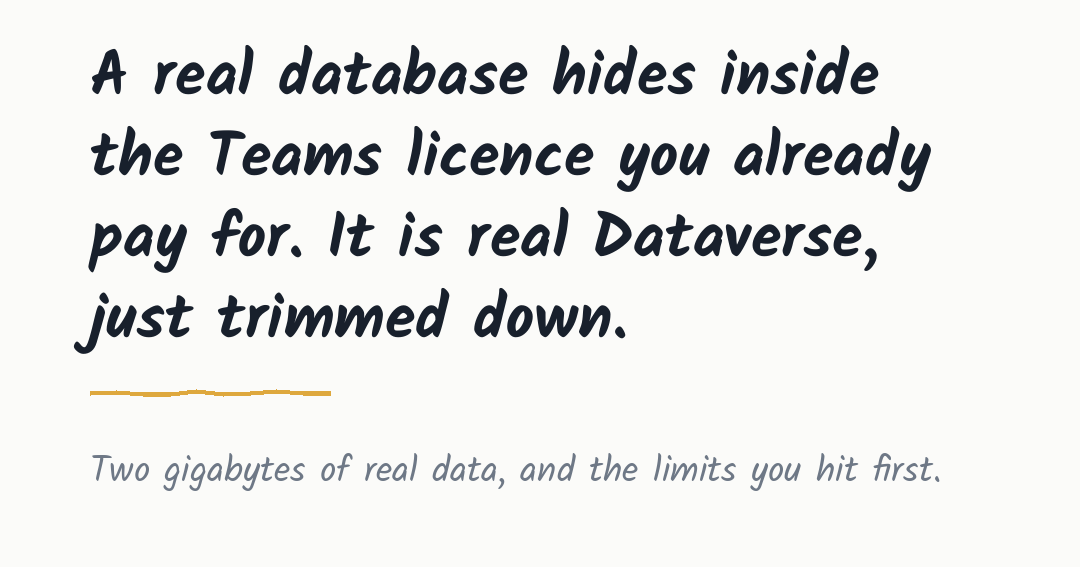 A real database hides inside
the Teams licence you already
pay for. It is real Dataverse,
just trimmed down.
Two gigabytes of real data, and the limits you hit first.